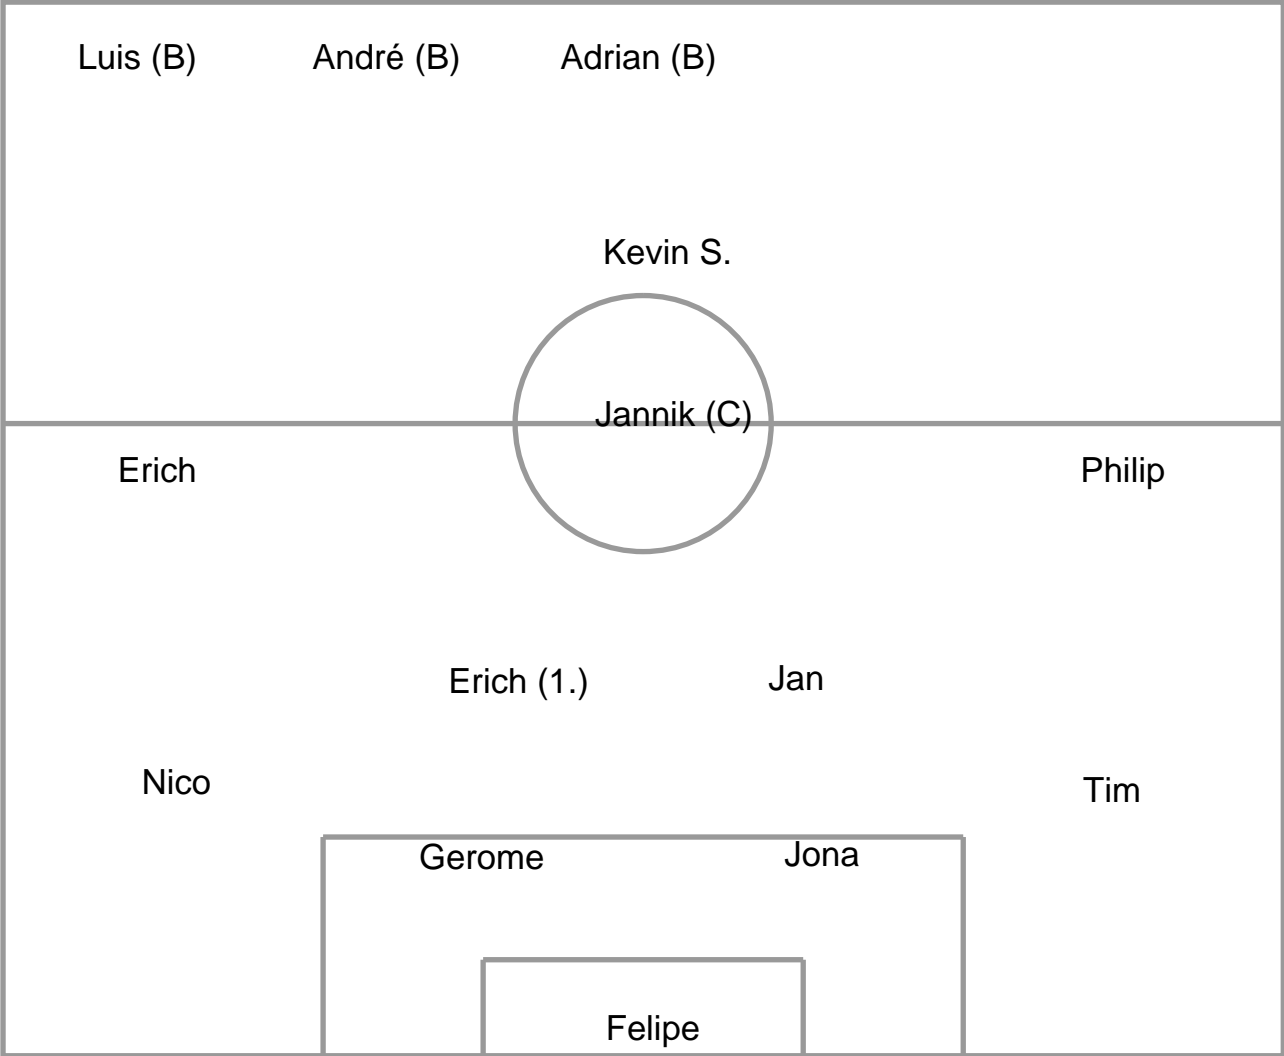 Luis (B) André (B) Adrian (B)
Kevin S.
Jannik (C)
Erich Philip
Erich (1.) Jan
Nico Tim
Gerome Jona
Felipe